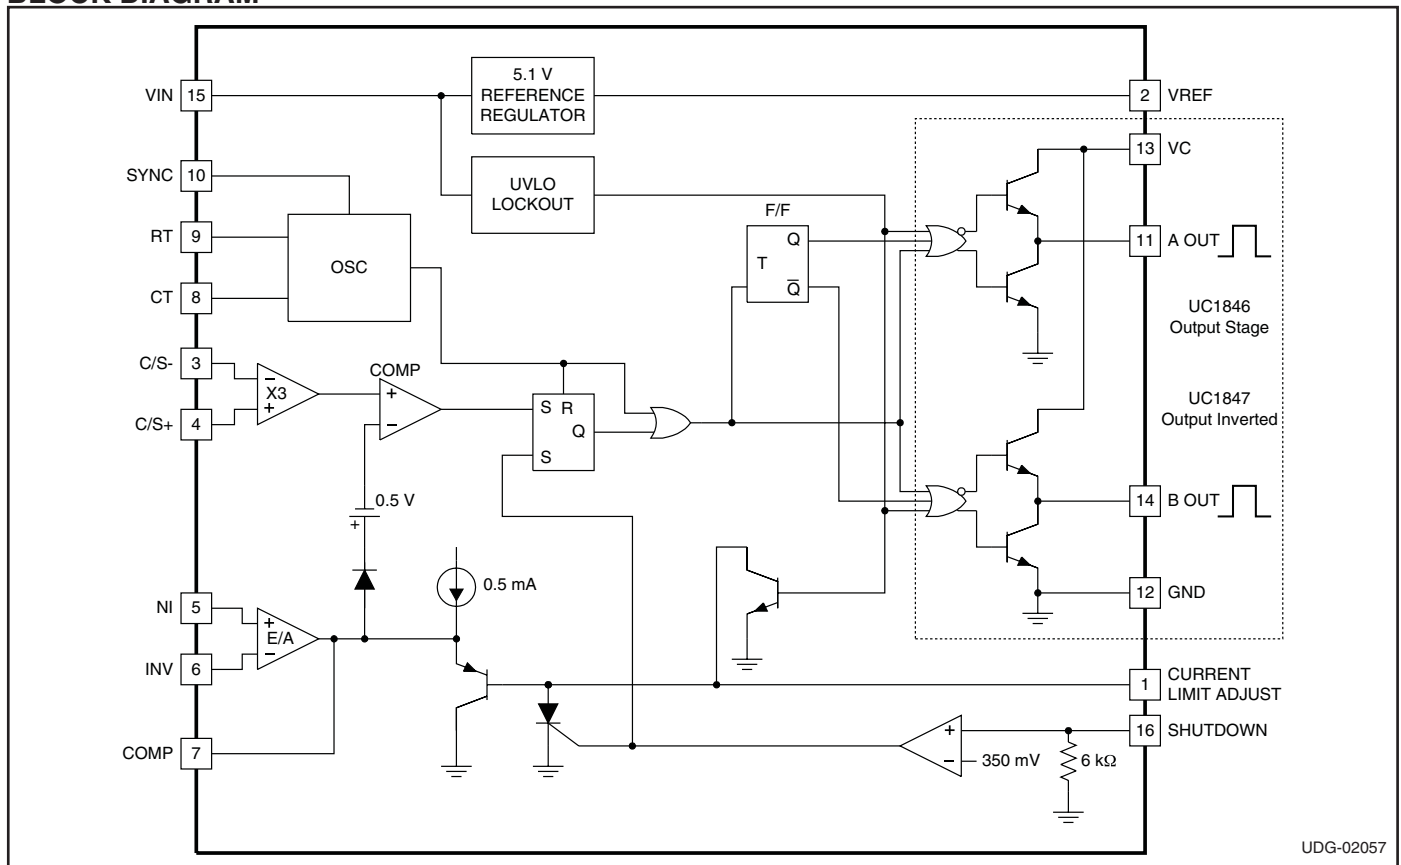 BLOCK DIAGRAM
VIN 15
5.1 V
REFERENCE
REGULATOR
2 VREF
13 VC
SYNC 10
UVLO
LOCKOUT
F/F
RT 9
OSC
T
Q
Q̅
11 A OUT
CT 8
UC1846
Output Stage
C/S- 3
−
X3
+
COMP
+
−
S R
Q
S
C/S+ 4
UC1847
Output Inverted
0.5 V
+
14 B OUT
0.5 mA
12 GND
NI 5
+
E/A
−
INV 6
1 CURRENT
LIMIT ADJUST
COMP 7
+
−
350 mV
6 kΩ
16 SHUTDOWN
UDG-02057